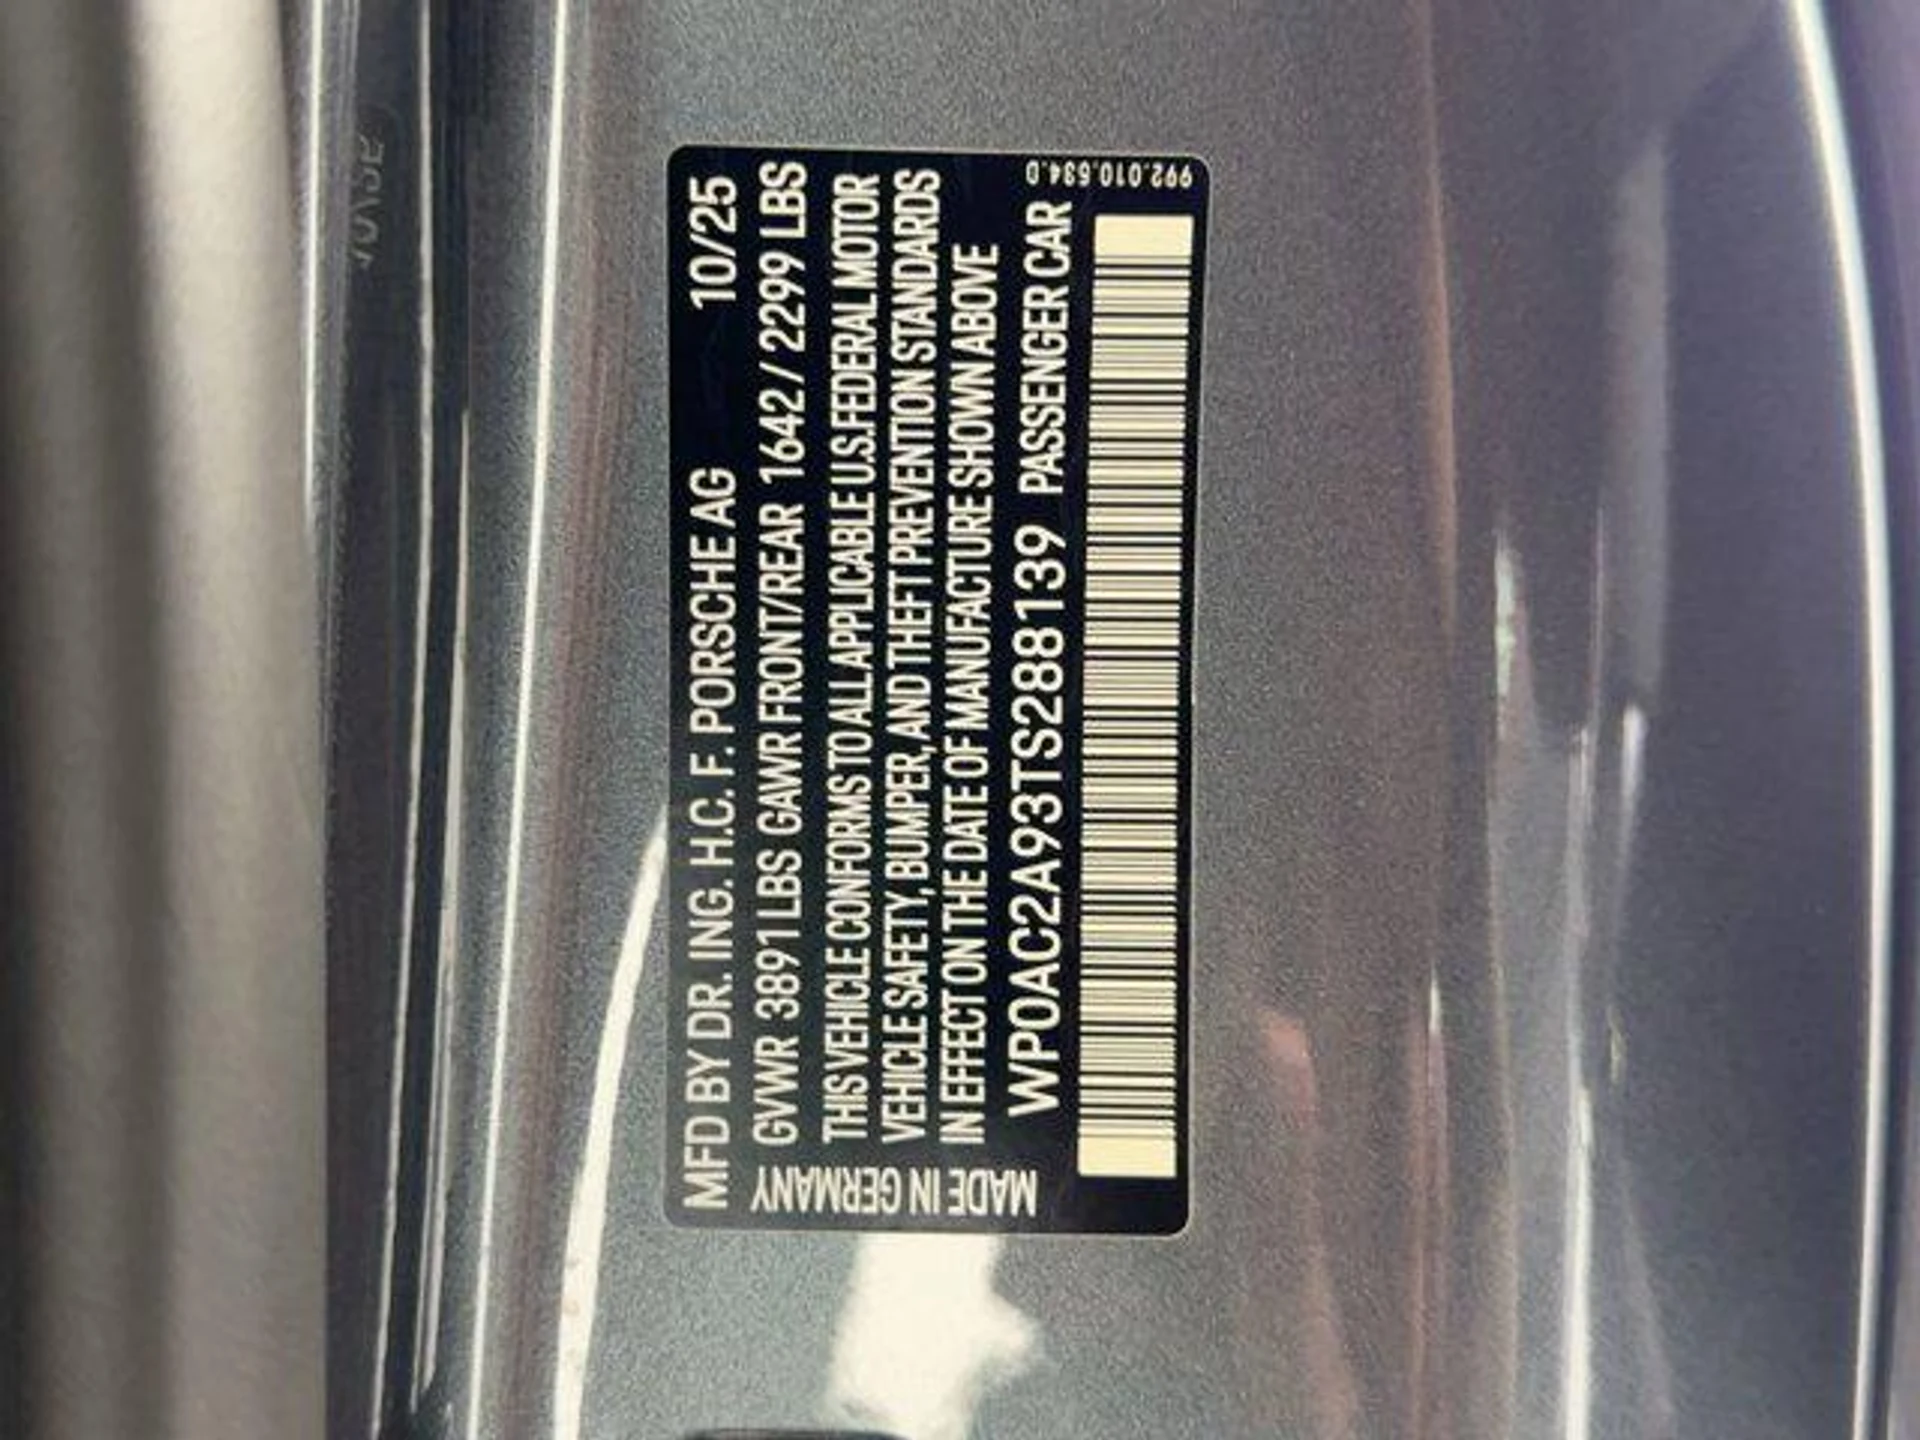 MFD BY DR. ING. H.C. F. PORSCHE AG 10/25
GVWR 3891 LBS GAWR FRONT/REAR 1642 / 2299 LBS
THIS VEHICLE CONFORMS TO ALL APPLICABLE U.S. FEDERAL MOTOR
VEHICLE SAFETY, BUMPER, AND THEFT PREVENTION STANDARDS
IN EFFECT ON THE DATE OF MANUFACTURE SHOWN ABOVE
WP0AC2A93TS288139 PASSENGER CAR
MADE IN GERMANY
992.010.634.D